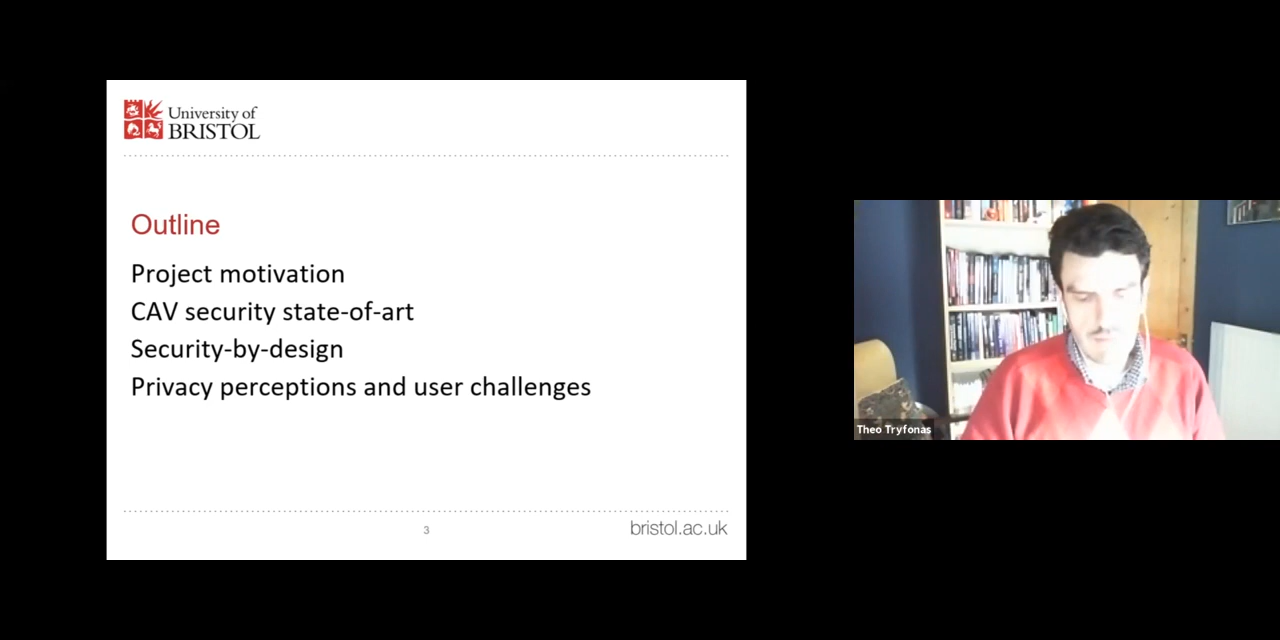 University of
BRISTOL
Outline
Project motivation
CAV security state-of-art
Security-by-design
Privacy perceptions and user challenges
3
bristol.ac.uk
Theo Tryfonas